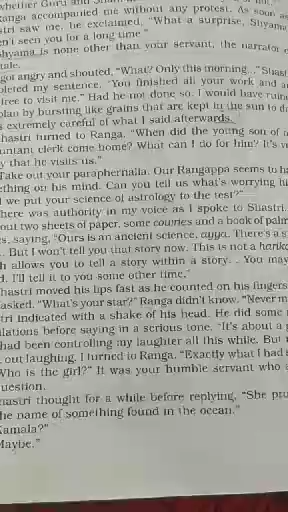 whether Guru and
Ranga accompanied me without any protest. As soon as
stri saw me, he exclaimed, "What a surprise, Shyama
en't seen you for a long time."
hyama is none other than your servant, the narrator o
tale.
got angry and shouted, "What? Only this morning..." Shast
pleted my sentence, "You finished all your work and a
free to visit me." Had he not done so, I would have ruin
plan by bursting like grains that are kept in the sun to d
s extremely careful of what I said afterwards.
hastri turned to Ranga. "When did the young son of
untant clerk come home? What can I do for him? It's v
y that he visits us."
Take out your paraphernalia. Our Rangappa seems to h
ething on his mind. Can you tell us what's worrying hi
l we put your science of astrology to the test?"
here was authority in my voice as I spoke to Shastri.
out two sheets of paper, some cowries and a book of palm
es, saying, "Ours is an ancient science, ayya. There's a s
. But I won't tell you that story now. This is not a harika
h allows you to tell a story within a story. . You may
d. I'll tell it to you some other time."
hastri moved his lips fast as he counted on his fingers
asked, "What's your star?" Ranga didn't know. "Never m
tri indicated with a shake of his head. He did some
ulations before saying in a serious tone, "It's about a
had been controlling my laughter all this while. But
out laughing. I turned to Ranga. "Exactly what I had s
Who is the girl?" It was your humble servant who a
uestion.
hastri thought for a while before replying, "She pro
he name of something found in the ocean."
Kamala?"
Maybe."